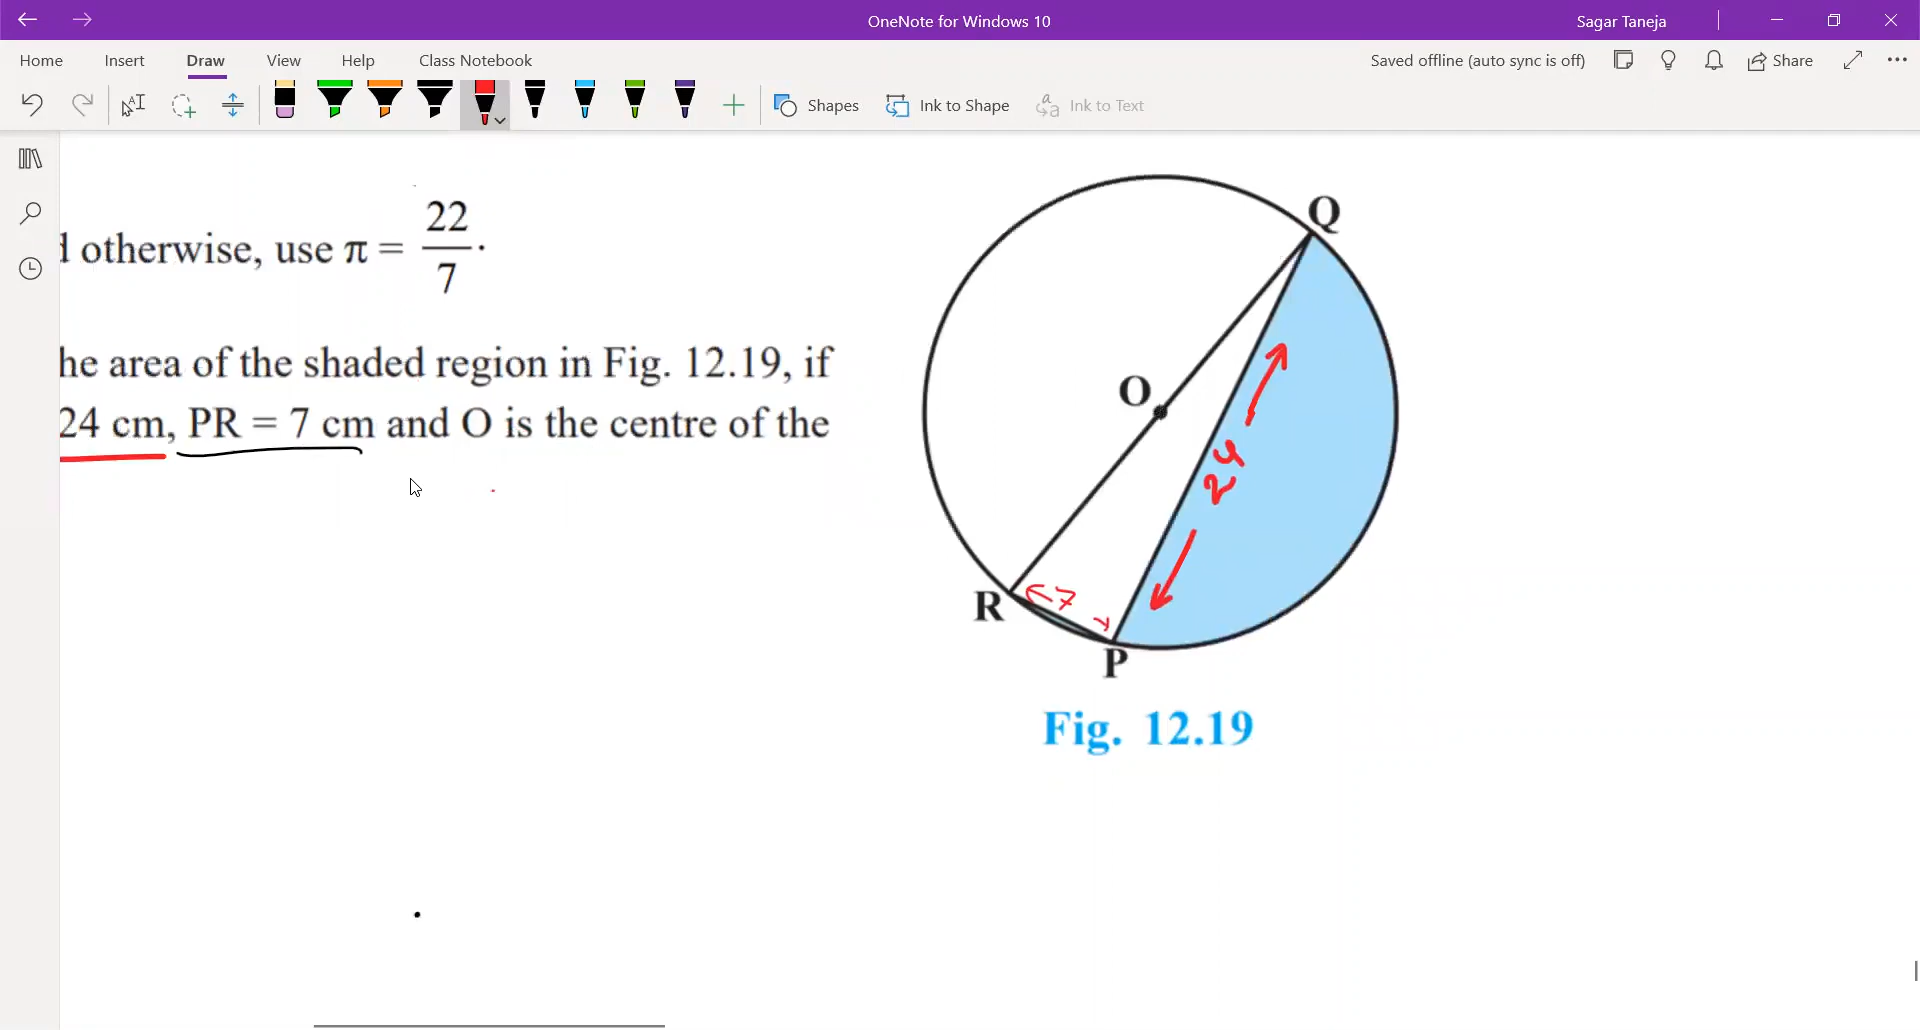 OneNote for Windows 10
Sagar Taneja
Home Insert Draw View Help Class Notebook
Saved offline (auto sync is off) Share
Shapes Ink to Shape Ink to Text
d otherwise, use π = 22/7.
he area of the shaded region in Fig. 12.19, if
24 cm, PR = 7 cm and O is the centre of the
Q
O
24
R
7
P
Fig. 12.19